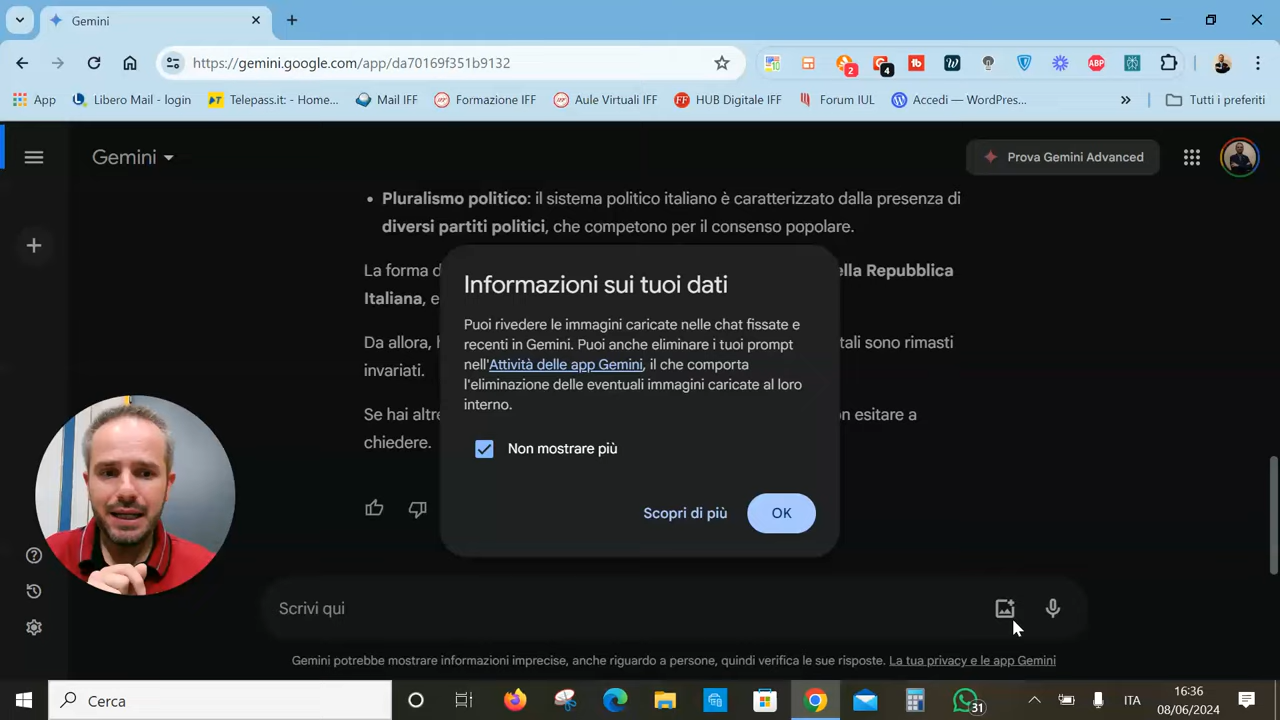 Gemini
https://gemini.google.com/app/da70169f351b9132
10
2
4
tb
W
ABP
App
Libero Mail - login
Telepass.it - Home...
Mail IFF
Formazione IFF
Aule Virtuali IFF
HUB Digitale IFF
Forum IUL
Accedi — WordPress...
»
Tutti i preferiti
Gemini
Prova Gemini Advanced
• Pluralismo politico: il sistema politico italiano è caratterizzato dalla presenza di
diversi partiti politici, che competono per il consenso popolare.
La forma d
ella Repubblica
Italiana, e
Da allora, h
tali sono rimasti
invariati.
Se hai altre
n esitare a
chiedere.
Informazioni sui tuoi dati
Puoi rivedere le immagini caricate nelle chat fissate e
recenti in Gemini. Puoi anche eliminare i tuoi prompt
nell'Attività delle app Gemini, il che comporta
l'eliminazione delle eventuali immagini caricate al loro
interno.
Non mostrare più
Scopri di più
OK
Scrivi qui
Gemini potrebbe mostrare informazioni imprecise, anche riguardo a persone, quindi verifica le sue risposte. La tua privacy e le app Gemini
Cerca
31
ITA
16:36
08/06/2024